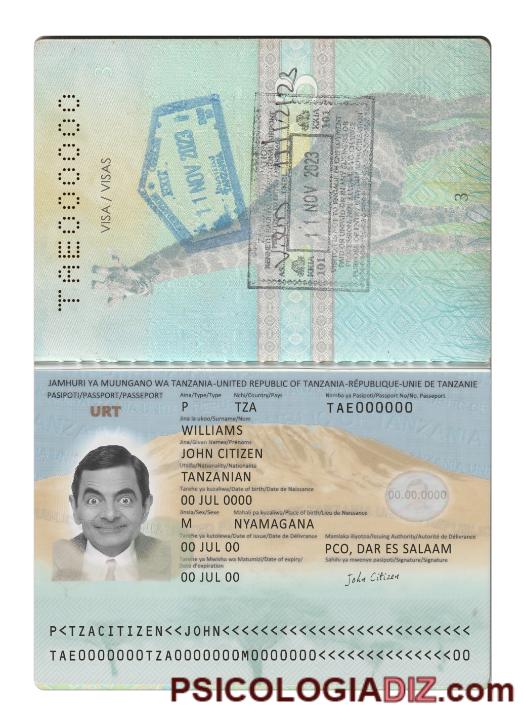 TAE000000
VISA / VISAS
3
3
11 NOV 2023
11 NOV 2023
101
101
JAMHURI YA MUUNGANO WA TANZANIA-UNITED REPUBLIC OF TANZANIA-RÉPUBLIQUE-UNIE DE TANZANIE
PASIPOTI/PASSPORT/PASSEPORT
URT
Aina/Type/Type Nchi/Country/Pays Namba ya Pasipoti/Passport No/No. Passeport
P TZA TAE000000
Jina la ukoo/Surname/Nom
WILLIAMS
Jina/Given Names/Prénoms
JOHN CITIZEN
Utaifa/Nationality/Nationalité
TANZANIAN
Tarehe ya kuzaliwa/Date of birth/Date de Naissance
00 JUL 0000
00.00.0000
Jinsia/Sex/Sexe Mahali pa kuzaliwa/Place of birth/Lieu de Naissance
M NYAMAGANA
Tarehe ya kutolewa/Date of issue/Date de Délivrance Mamlaka iliyotoa/Issuing Authority/Autorité de Délivrance
00 JUL 00 PCO, DAR ES SALAAM
Tarehe ya Mwisho wa Matumizi/Date of expiry/ Sahihi ya mwenye pasipoti/Signature/Signature
Date d'expiration
00 JUL 00 John Citizen
P<TZACITIZEN<<JOHN<<<<<<<<<<<<<<<<<<<<<<<<<<
TAE0000000TZA0000000M0000000<<<<<<<<<<<<<<00
PSICOLOGIADIZ.com